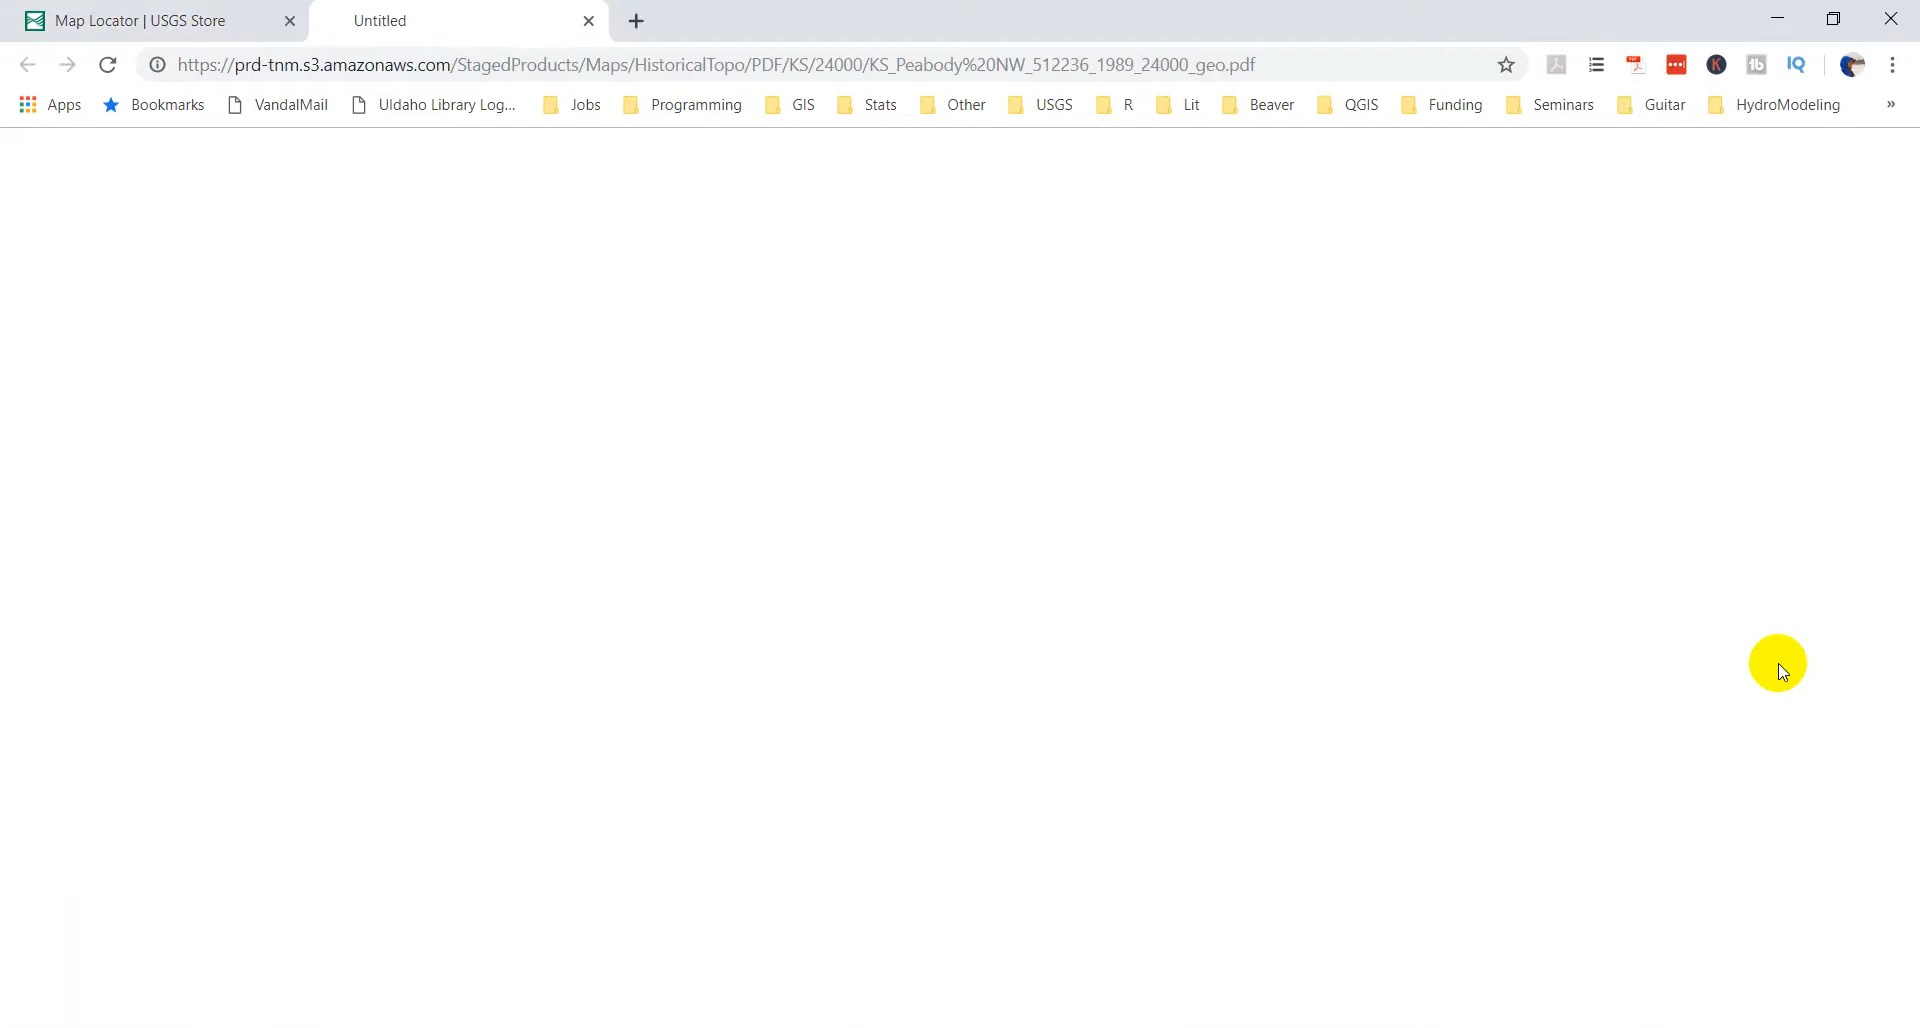 Map Locator | USGS Store
Untitled
https://prd-tnm.s3.amazonaws.com/StagedProducts/Maps/HistoricalTopo/PDF/KS/24000/KS_Peabody%20NW_512236_1989_24000_geo.pdf
K
tb
IQ
Apps
Bookmarks
VandalMail
UIdaho Library Log...
Jobs
Programming
GIS
Stats
Other
USGS
R
Lit
Beaver
QGIS
Funding
Seminars
Guitar
HydroModeling
»